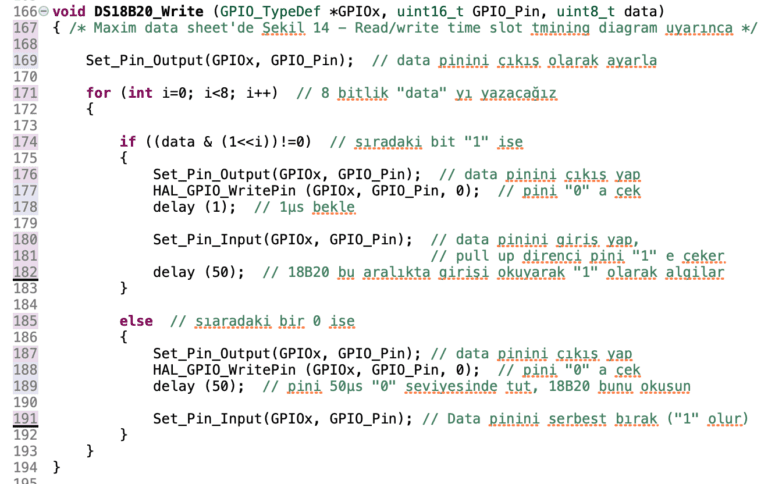 166 void DS18B20_Write (GPIO_TypeDef *GPIOx, uint16_t GPIO_Pin, uint8_t data)
167 { /* Maxim data sheet'de Şekil 14 – Read/write time slot tmining diagram uyarınca */
168
169 Set_Pin_Output(GPIOx, GPIO_Pin); // data pinini çıkış olarak ayarla
170
171 for (int i=0; i<8; i++) // 8 bitlik "data" yı yazacağız
172 {
173
174 if ((data & (1<<i))!=0) // sıradaki bit "1" ise
175 {
176 Set_Pin_Output(GPIOx, GPIO_Pin); // data pinini çıkış yap
177 HAL_GPIO_WritePin (GPIOx, GPIO_Pin, 0); // pini "0" a çek
178 delay (1); // 1µs bekle
179
180 Set_Pin_Input(GPIOx, GPIO_Pin); // data pinini giriş yap,
181 // pull up direnci pini "1" e çeker
182 delay (50); // 18B20 bu aralıkta girişi okuyarak "1" olarak algilar
183 }
184
185 else // sıaradaki bir 0 ise
186 {
187 Set_Pin_Output(GPIOx, GPIO_Pin); // data pinini çıkış yap
188 HAL_GPIO_WritePin (GPIOx, GPIO_Pin, 0); // pini "0" a çek
189 delay (50); // pini 50µs "0" seviyesinde tut, 18B20 bunu okusun
190
191 Set_Pin_Input(GPIOx, GPIO_Pin); // Data pinini serbest bırak ("1" olur)
192 }
193 }
194 }